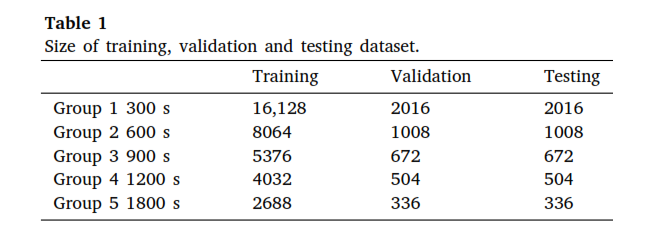 Table 1
Size of training, validation and testing dataset.
Training Validation Testing
Group 1 300 s 16,128 2016 2016
Group 2 600 s 8064 1008 1008
Group 3 900 s 5376 672 672
Group 4 1200 s 4032 504 504
Group 5 1800 s 2688 336 336